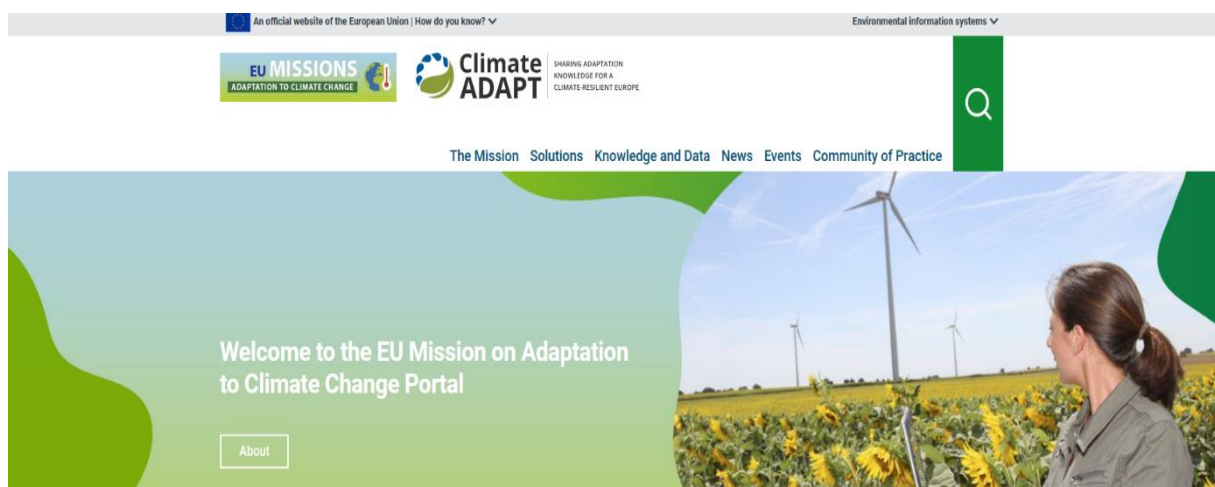 An official website of the European Union | How do you know?
Environmental information systems
EU MISSIONS
ADAPTATION TO CLIMATE CHANGE
Climate
ADAPT
SHARING ADAPTATION
KNOWLEDGE FOR A
CLIMATE-RESILIENT EUROPE
The Mission Solutions Knowledge and Data News Events Community of Practice
Welcome to the EU Mission on Adaptation
to Climate Change Portal
About